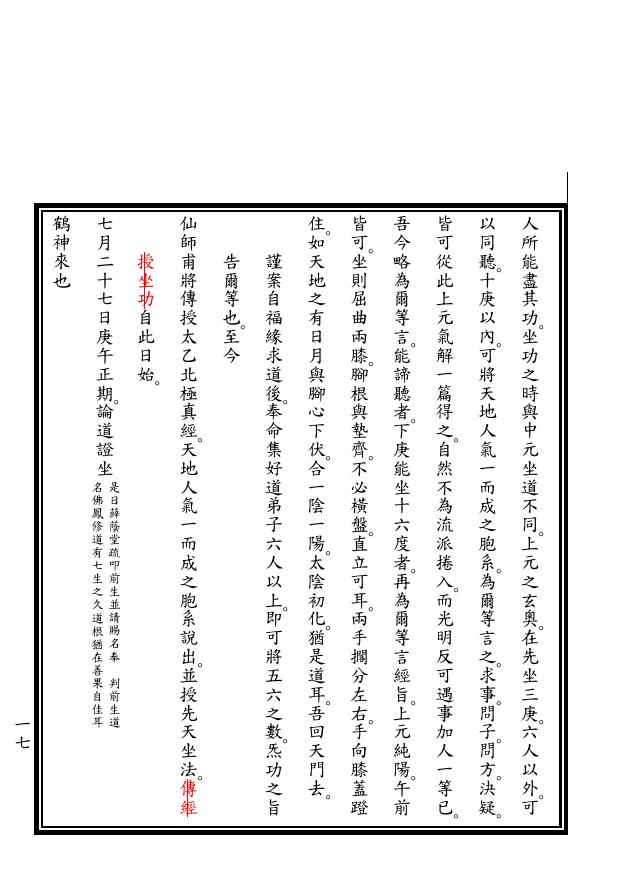 人所能盡其功。坐功之時與中元坐道不同。上元之玄奧。在先坐三庚。六人以外。可
以同聽。十庚以內。可將天地人氣一而成之胞系。為爾等言之。求事。問子。問方。決疑。
皆可從此上元氣解一篇得之。自然不為流派捲入。而光明反可遇事加人一等已。
吾今略為爾等言。能諦聽者。下庚能坐十六度者。再為爾等言經旨。上元純陽。午前
皆可。坐則屈曲兩膝。腳根與墊齊。不必橫盤。直立可耳。兩手擱分左右。手向膝蓋蹬
住。如天地之有日月與腳心下伏。合一陰一陽。太陰初化。猶是道耳。吾回天門去。
謹案自福緣求道後。奉命集好道弟子六人以上。即可將五六之數。炁功之旨
告爾等也。至今
仙師甫將傳授太乙北極真經。天地人氣一而成之胞系說出。並授先天坐法。傳經
授坐功自此日始。
七月二十七日庚午正期。論道證坐
是日薛蔭堂疏叩前生並請賜名奉　判前生道
名佛鳳修道有七生之久道根猶在善果自佳耳
鶴神來也
一七